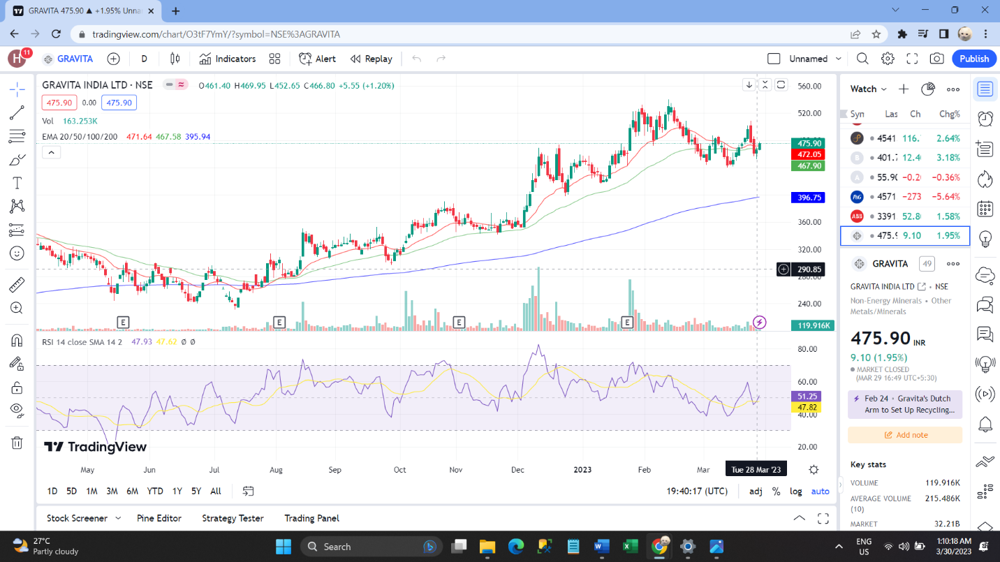 GRAVITA 475.90 ▲ +1.95% Unna
tradingview.com/chart/O3tF7YmY/?symbol=NSE%3AGRAVITA
H 11 GRAVITA D Indicators Alert Replay Unnamed Publish
GRAVITA INDIA LTD · NSE O461.40 H469.95 L452.65 C466.80 +5.55 (+1.20%)
475.90 0.00 475.90
Vol 163.253K
EMA 20/50/100/200 471.64 467.58 395.94
560.00
520.00
475.90
472.05
467.90
396.75
360.00
320.00
290.85
280.00
240.00
119.916K
E E E E
RSI 14 close SMA 14 2 47.93 47.62 Ø Ø
80.00
60.00
51.25
47.82
40.00
20.00
TradingView
May Jun Jul Aug Sep Oct Nov Dec 2023 Feb Mar Tue 28 Mar '23
1D 5D 1M 3M 6M YTD 1Y 5Y All 19:40:17 (UTC) adj % log auto
Stock Screener Pine Editor Strategy Tester Trading Panel
Watch
Syn Las Ch Chg%
4541 116. 2.64%
B 401.7 12.4 3.18%
A 55.90 −0.20 −0.36%
P&G 4571 −273 −5.64%
ABB 3391 52.80 1.58%
475.9 9.10 1.95%
GRAVITA 49
GRAVITA INDIA LTD • NSE
Non-Energy Minerals • Other
Metals/Minerals
475.90 INR
9.10 (1.95%)
MARKET CLOSED
(MAR 29 16:49 UTC+5:30)
Feb 24 • Gravita's Dutch
Arm to Set Up Recycling...
Add note
Key stats
VOLUME 119.916K
AVERAGE VOLUME 215.486K
(10)
MARKET 32.21B
27°C
Partly cloudy
Search
ENG
US
1:10:18 AM
3/30/2023